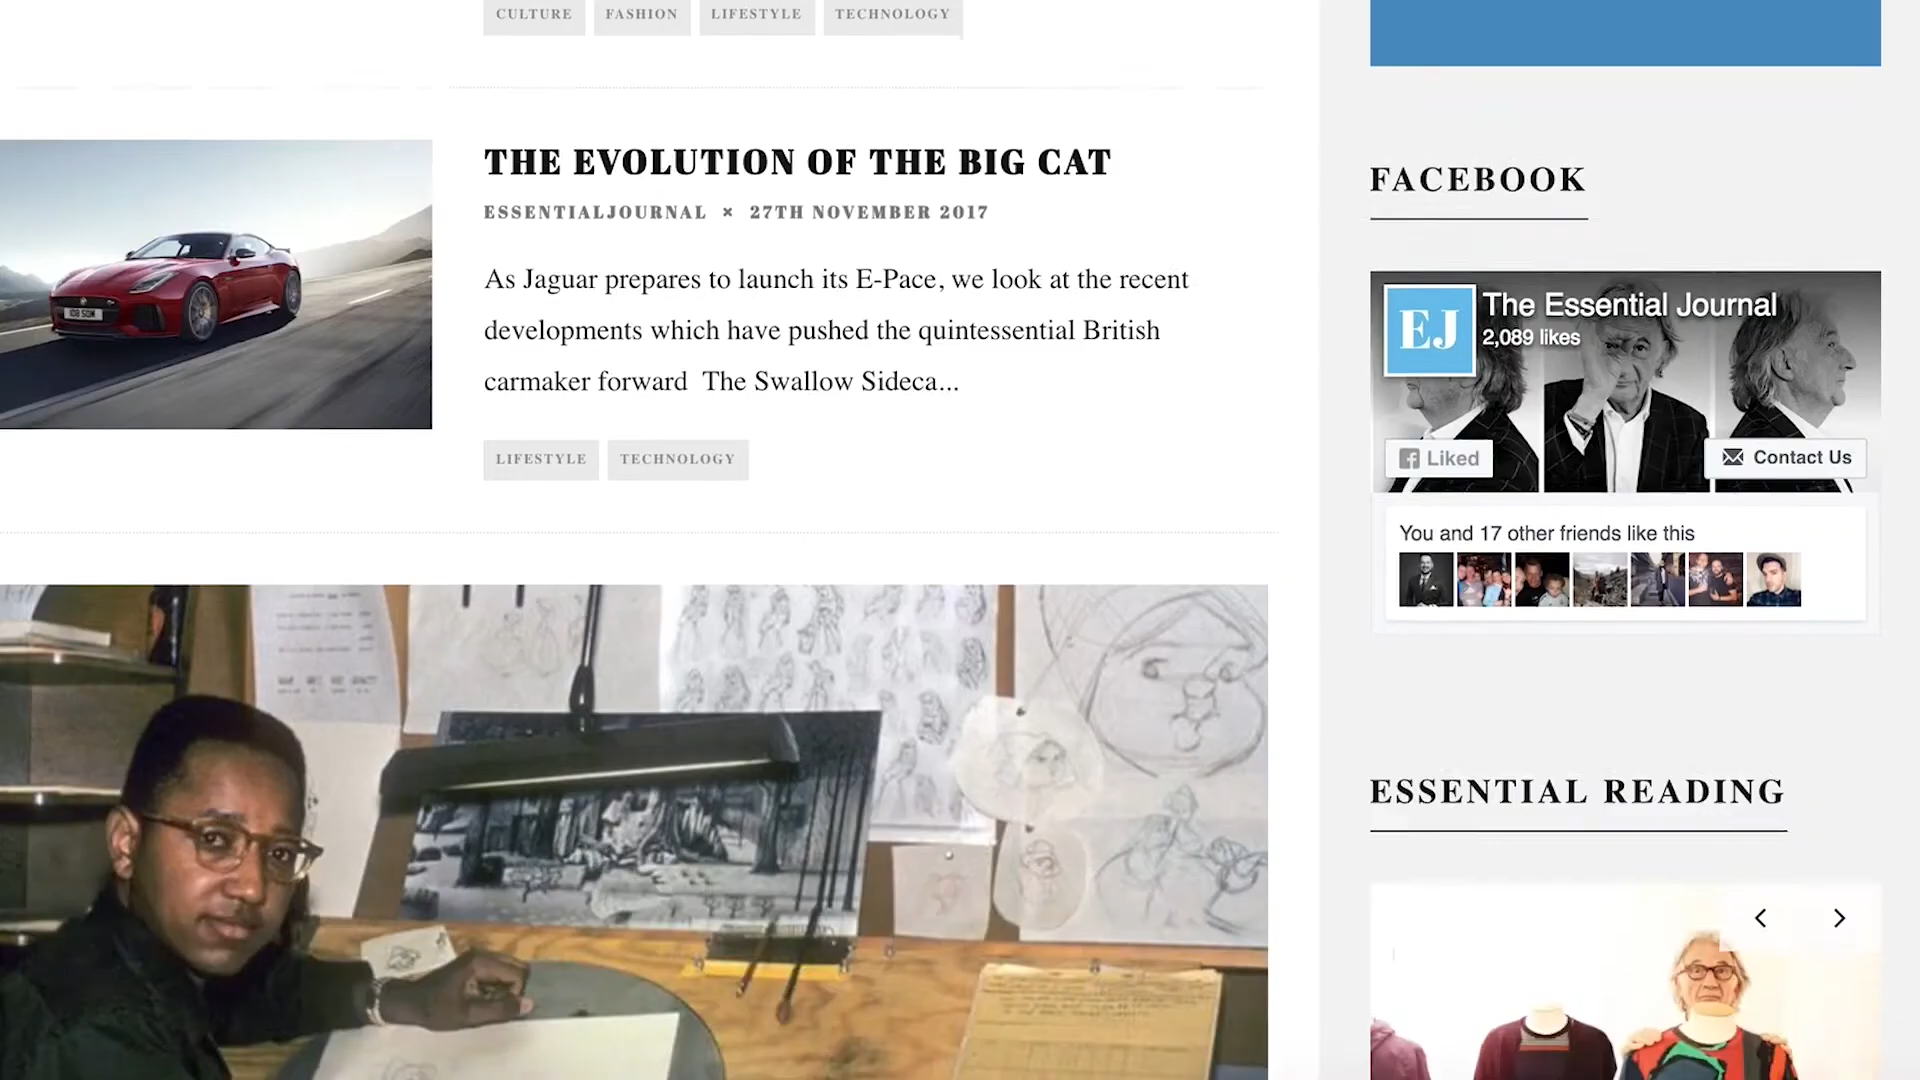 CULTURE FASHION LIFESTYLE TECHNOLOGY
THE EVOLUTION OF THE BIG CAT
ESSENTIALJOURNAL × 27TH NOVEMBER 2017
As Jaguar prepares to launch its E-Pace, we look at the recent
developments which have pushed the quintessential British
carmaker forward The Swallow Sideca...
LIFESTYLE TECHNOLOGY
FACEBOOK
EJ
The Essential Journal
2,089 likes
Liked
Contact Us
You and 17 other friends like this
ESSENTIAL READING